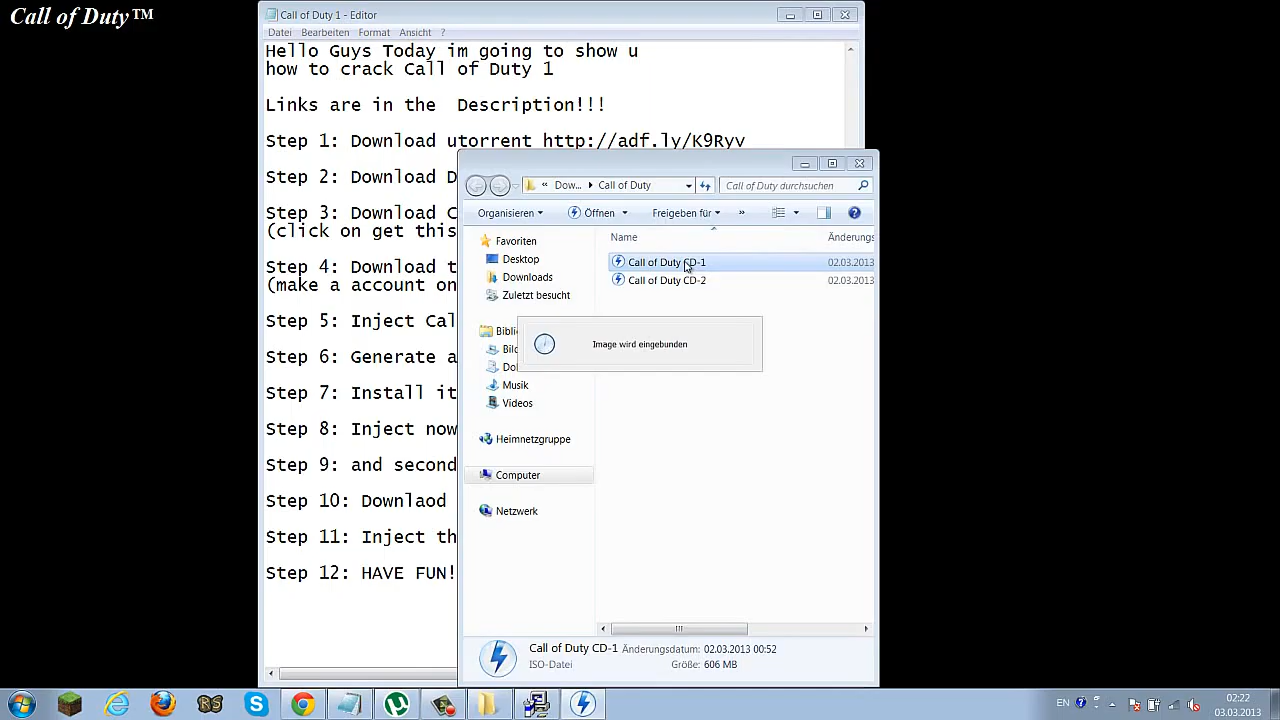 Call of Duty™
Call of Duty 1 - Editor
Datei Bearbeiten Format Ansicht ?
Hello Guys Today im going to show u
how to crack Call of Duty 1
Links are in the  Description!!!
Step 1: Download utorrent http://adf.ly/K9Ryv
Step 2: Download D
Step 3: Download C
(click on get this
Step 4: Download t
(make a account on
Step 5: Inject Cal
Step 6: Generate a
Step 7: Install it
Step 8: Inject now
Step 9: and second
Step 10: Downlaod
Step 11: Inject th
Step 12: HAVE FUN!
« Dow... Call of Duty
Call of Duty durchsuchen
Organisieren Öffnen Freigeben für »
Name Änderungs
Favoriten
Desktop
Downloads
Zuletzt besucht
Bibli
Bild
Do
Musik
Videos
Heimnetzgruppe
Computer
Netzwerk
Call of Duty CD-1 02.03.2013
Call of Duty CD-2 02.03.2013
Image wird eingebunden
Call of Duty CD-1 Änderungsdatum: 02.03.2013 00:52
ISO-Datei Größe: 606 MB
EN
02:22
03.03.2013